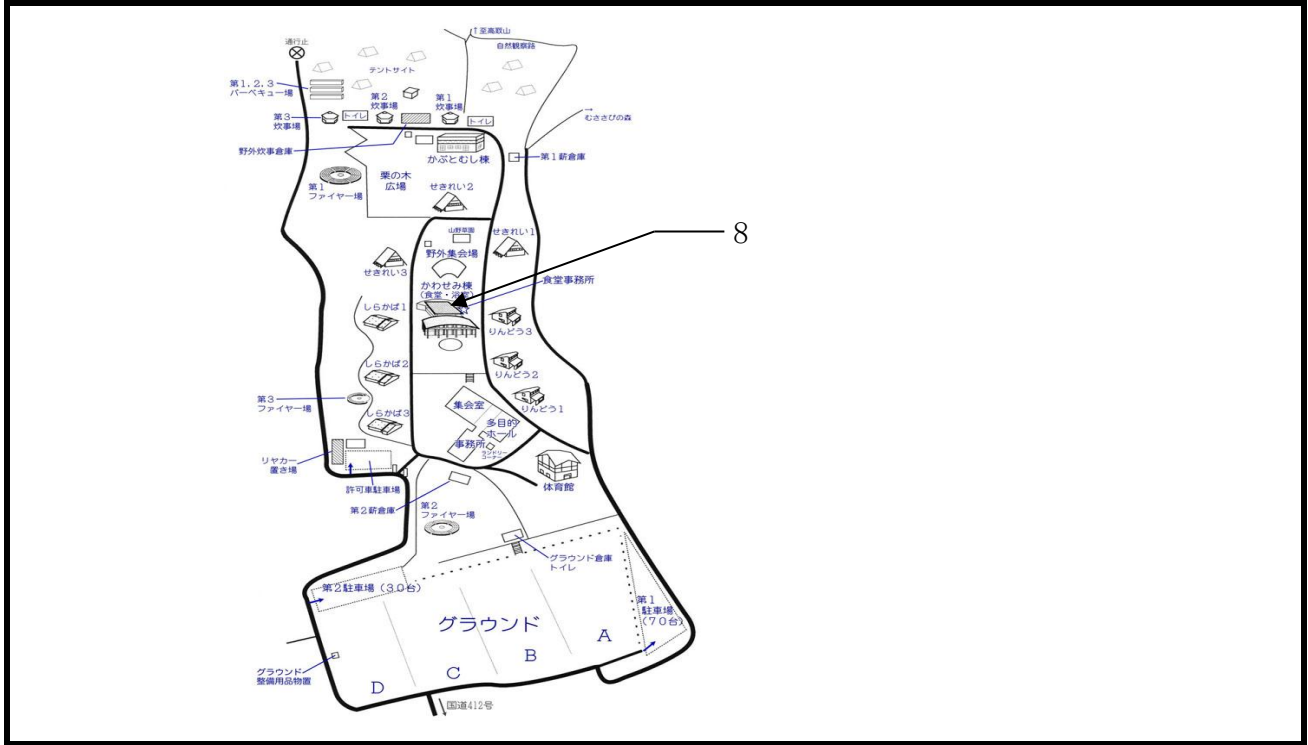 ↑至高取山
通行止
自然観察路
テントサイト
第1,2,3
バーベキュー場
第2
炊事場
第1
炊事場
第3
炊事場
トイレ
トイレ
→
むささびの森
野外炊事倉庫
かぶとむし棟
第1薪倉庫
栗の木
広場
第1
ファイヤー場
せきれい2
山野草園
せきれい1
8
野外集会場
せきれい3
かわせみ棟
(食堂・浴室)
食堂事務所
しらかば1
りんどう3
しらかば2
りんどう2
第3
ファイヤー場
集会室
りんどう1
しらかば3
多目的
ホール
事務所
ランドリー
コーナー
リヤカー
置き場
体育館
許可車駐車場
第2薪倉庫
第2
ファイヤー場
グラウンド倉庫
トイレ
第2駐車場(30台)
第1
駐車場
(70台)
グラウンド
A
B
C
D
グラウンド
整備用品物置
国道412号